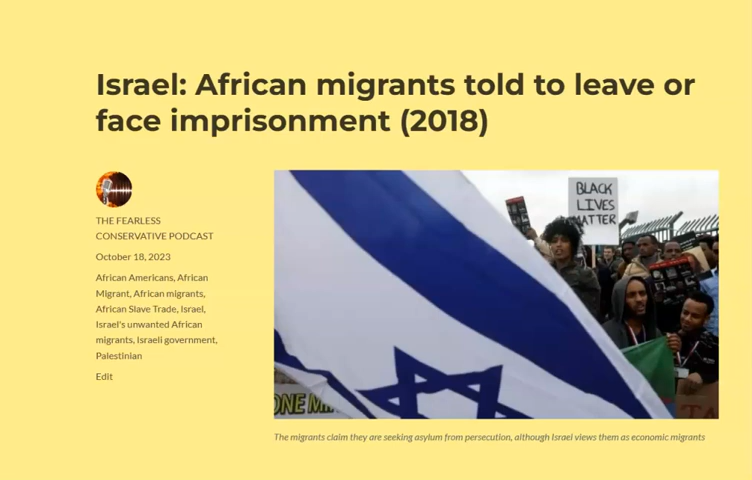 Israel: African migrants told to leave or
face imprisonment (2018)
THE FEARLESS
CONSERVATIVE PODCAST
October 18, 2023
African Americans, African
Migrant, African migrants,
African Slave Trade, Israel,
Israel's unwanted African
migrants, Israeli government,
Palestinian
Edit
BLACK
LIVES
MATTER
ONE
The migrants claim they are seeking asylum from persecution, although Israel views them as economic migrants